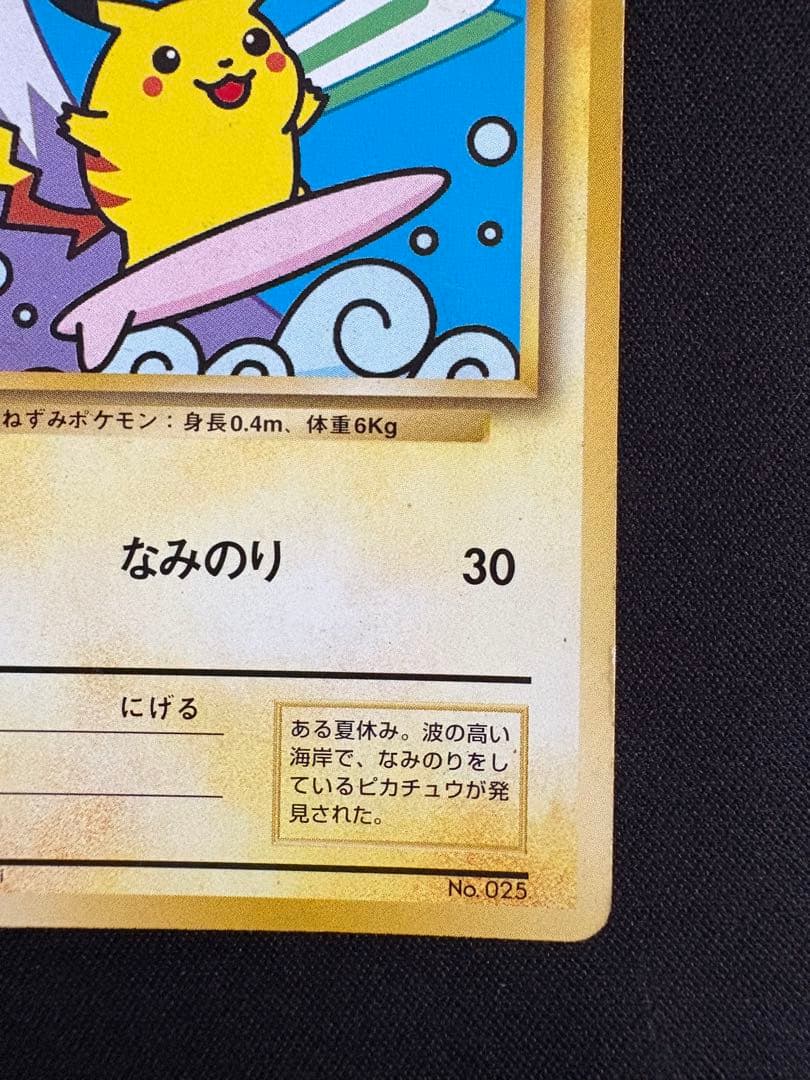 ねずみポケモン：身長0.4m、体重6Kg
なみのり 30
にげる
ある夏休み。波の高い
海岸で、なみのりをし
ているピカチュウが発
見された。
No. 025